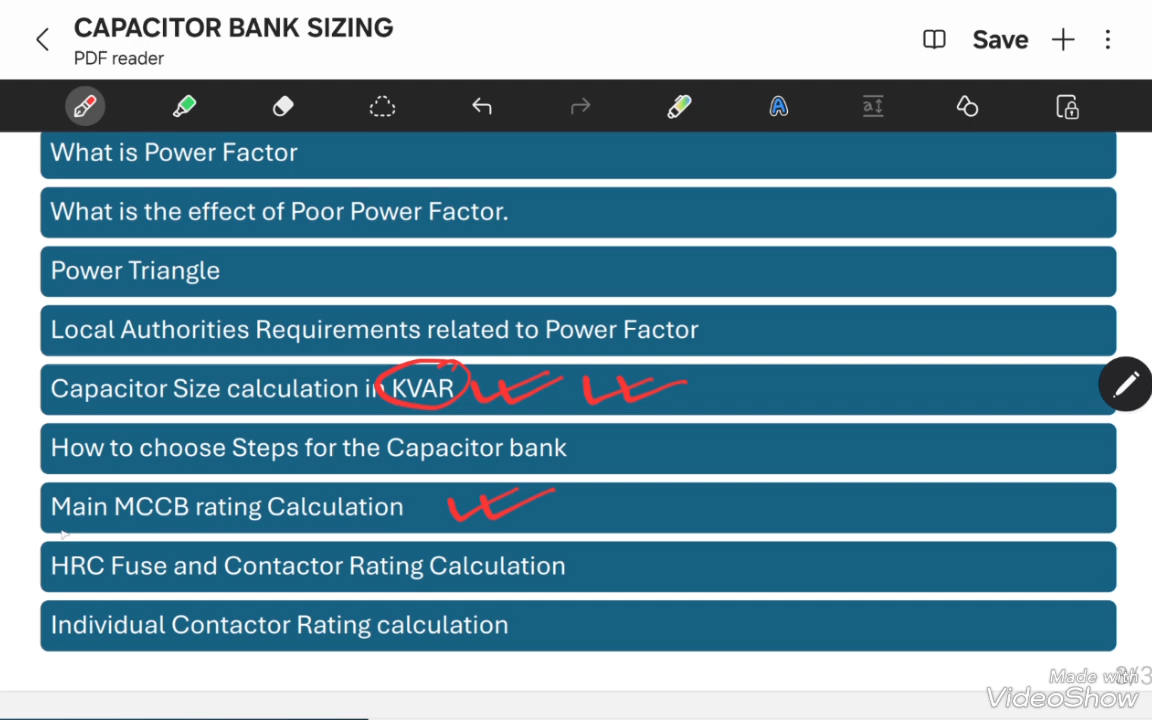 CAPACITOR BANK SIZING
PDF reader
Save
What is Power Factor
What is the effect of Poor Power Factor.
Power Triangle
Local Authorities Requirements related to Power Factor
Capacitor Size calculation in KVAR
How to choose Steps for the Capacitor bank
Main MCCB rating Calculation
HRC Fuse and Contactor Rating Calculation
Individual Contactor Rating calculation
Made with
VideoShow